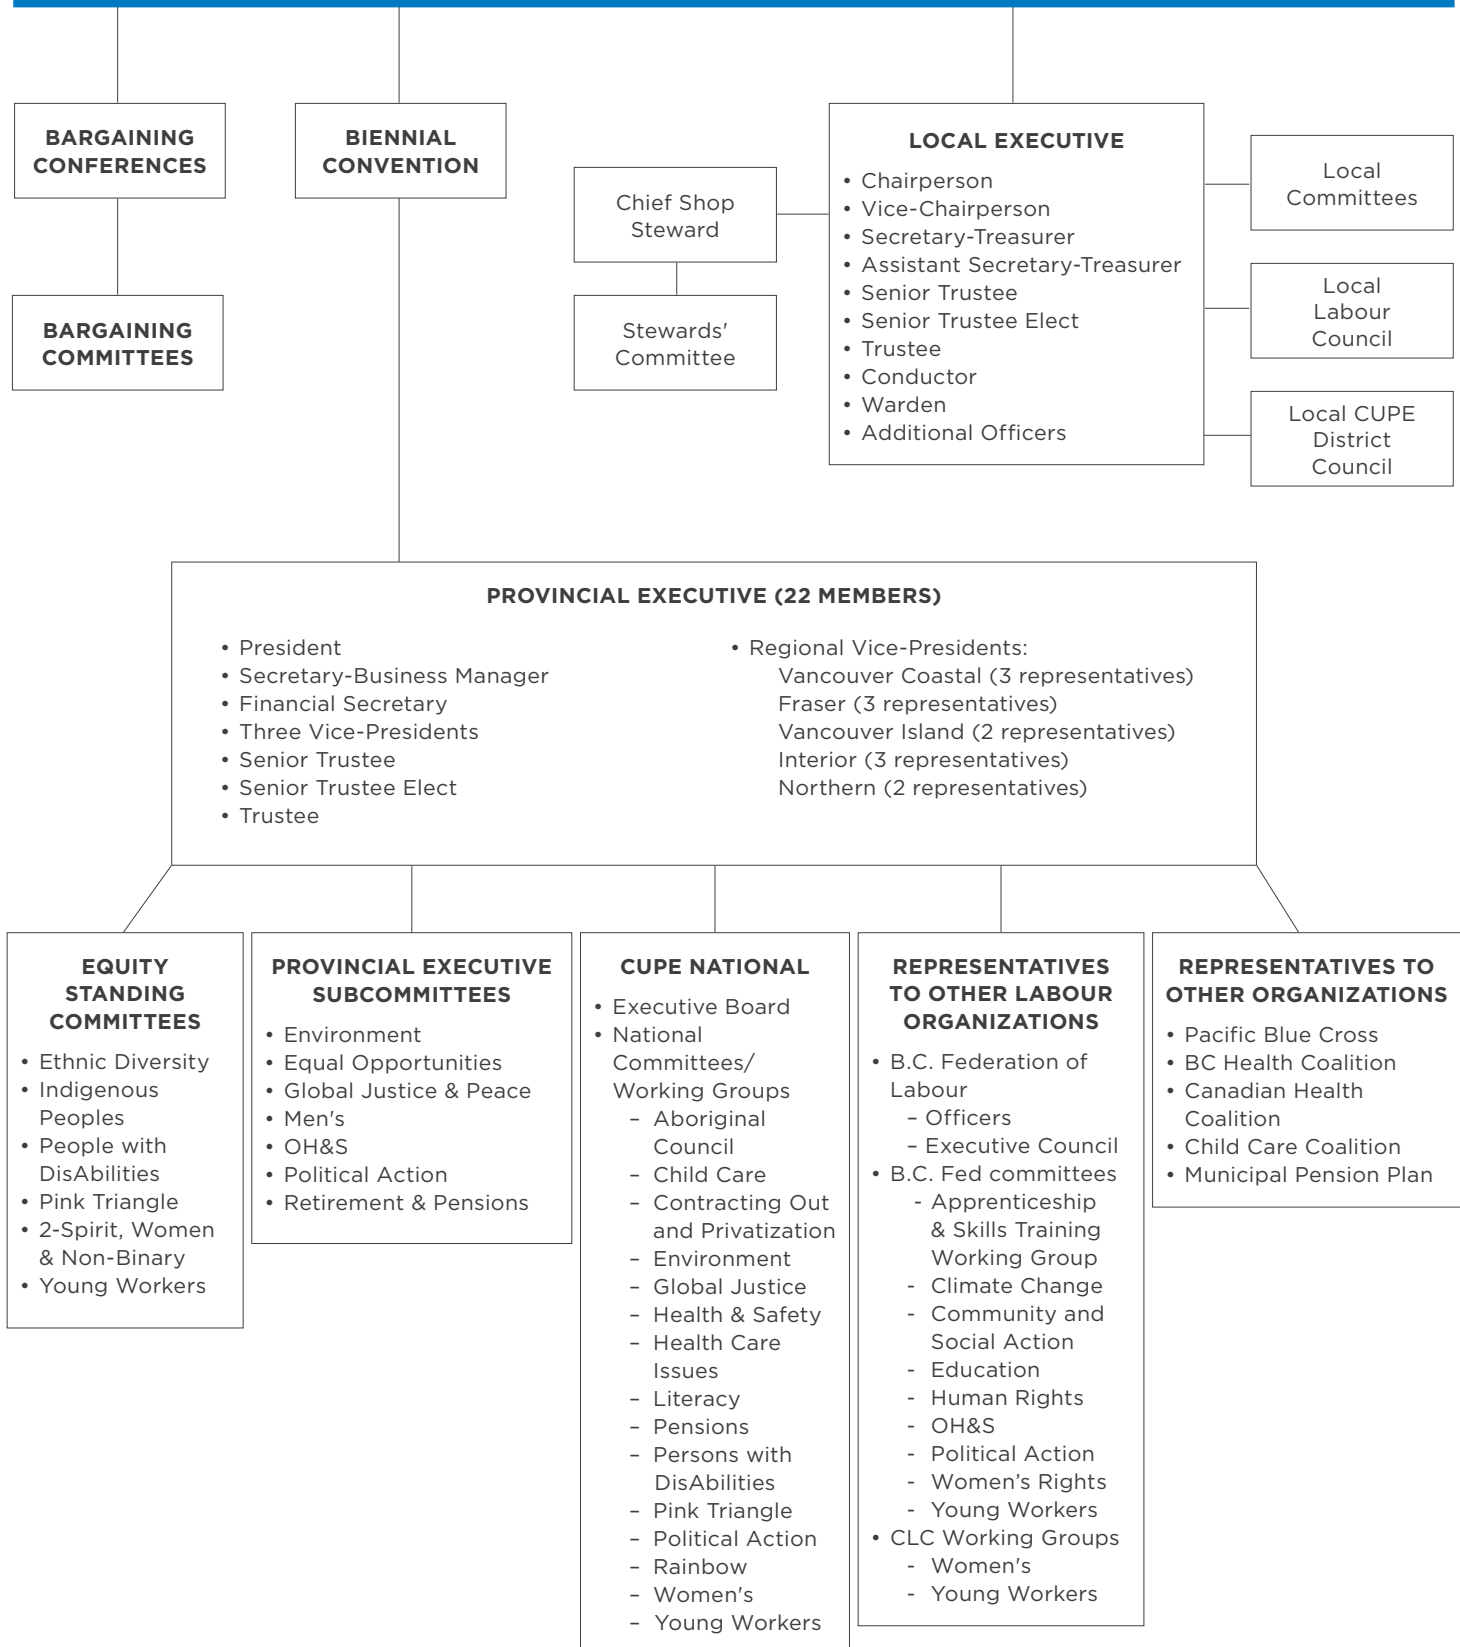 BARGAINING
CONFERENCES
BARGAINING
COMMITTEES
BIENNIAL
CONVENTION
Chief Shop
Steward
Stewards'
Committee
LOCAL EXECUTIVE
• Chairperson
• Vice-Chairperson
• Secretary-Treasurer
• Assistant Secretary-Treasurer
• Senior Trustee
• Senior Trustee Elect
• Trustee
• Conductor
• Warden
• Additional Officers
Local
Committees
Local
Labour
Council
Local CUPE
District
Council
PROVINCIAL EXECUTIVE (22 MEMBERS)
• President
• Secretary-Business Manager
• Financial Secretary
• Three Vice-Presidents
• Senior Trustee
• Senior Trustee Elect
• Trustee
• Regional Vice-Presidents:
Vancouver Coastal (3 representatives)
Fraser (3 representatives)
Vancouver Island (2 representatives)
Interior (3 representatives)
Northern (2 representatives)
EQUITY
STANDING
COMMITTEES
• Ethnic Diversity
• Indigenous
Peoples
• People with
DisAbilities
• Pink Triangle
• 2-Spirit, Women
& Non-Binary
• Young Workers
PROVINCIAL EXECUTIVE
SUBCOMMITTEES
• Environment
• Equal Opportunities
• Global Justice & Peace
• Men's
• OH&S
• Political Action
• Retirement & Pensions
CUPE NATIONAL
• Executive Board
• National
Committees/
Working Groups
– Aboriginal
Council
– Child Care
– Contracting Out
and Privatization
– Environment
– Global Justice
– Health & Safety
– Health Care
Issues
– Literacy
– Pensions
– Persons with
DisAbilities
– Pink Triangle
– Political Action
– Rainbow
– Women's
– Young Workers
REPRESENTATIVES
TO OTHER LABOUR
ORGANIZATIONS
• B.C. Federation of
Labour
– Officers
– Executive Council
• B.C. Fed committees
- Apprenticeship
& Skills Training
Working Group
- Climate Change
- Community and
Social Action
- Education
- Human Rights
- OH&S
- Political Action
- Women’s Rights
- Young Workers
• CLC Working Groups
- Women's
- Young Workers
REPRESENTATIVES TO
OTHER ORGANIZATIONS
• Pacific Blue Cross
• BC Health Coalition
• Canadian Health
Coalition
• Child Care Coalition
• Municipal Pension Plan